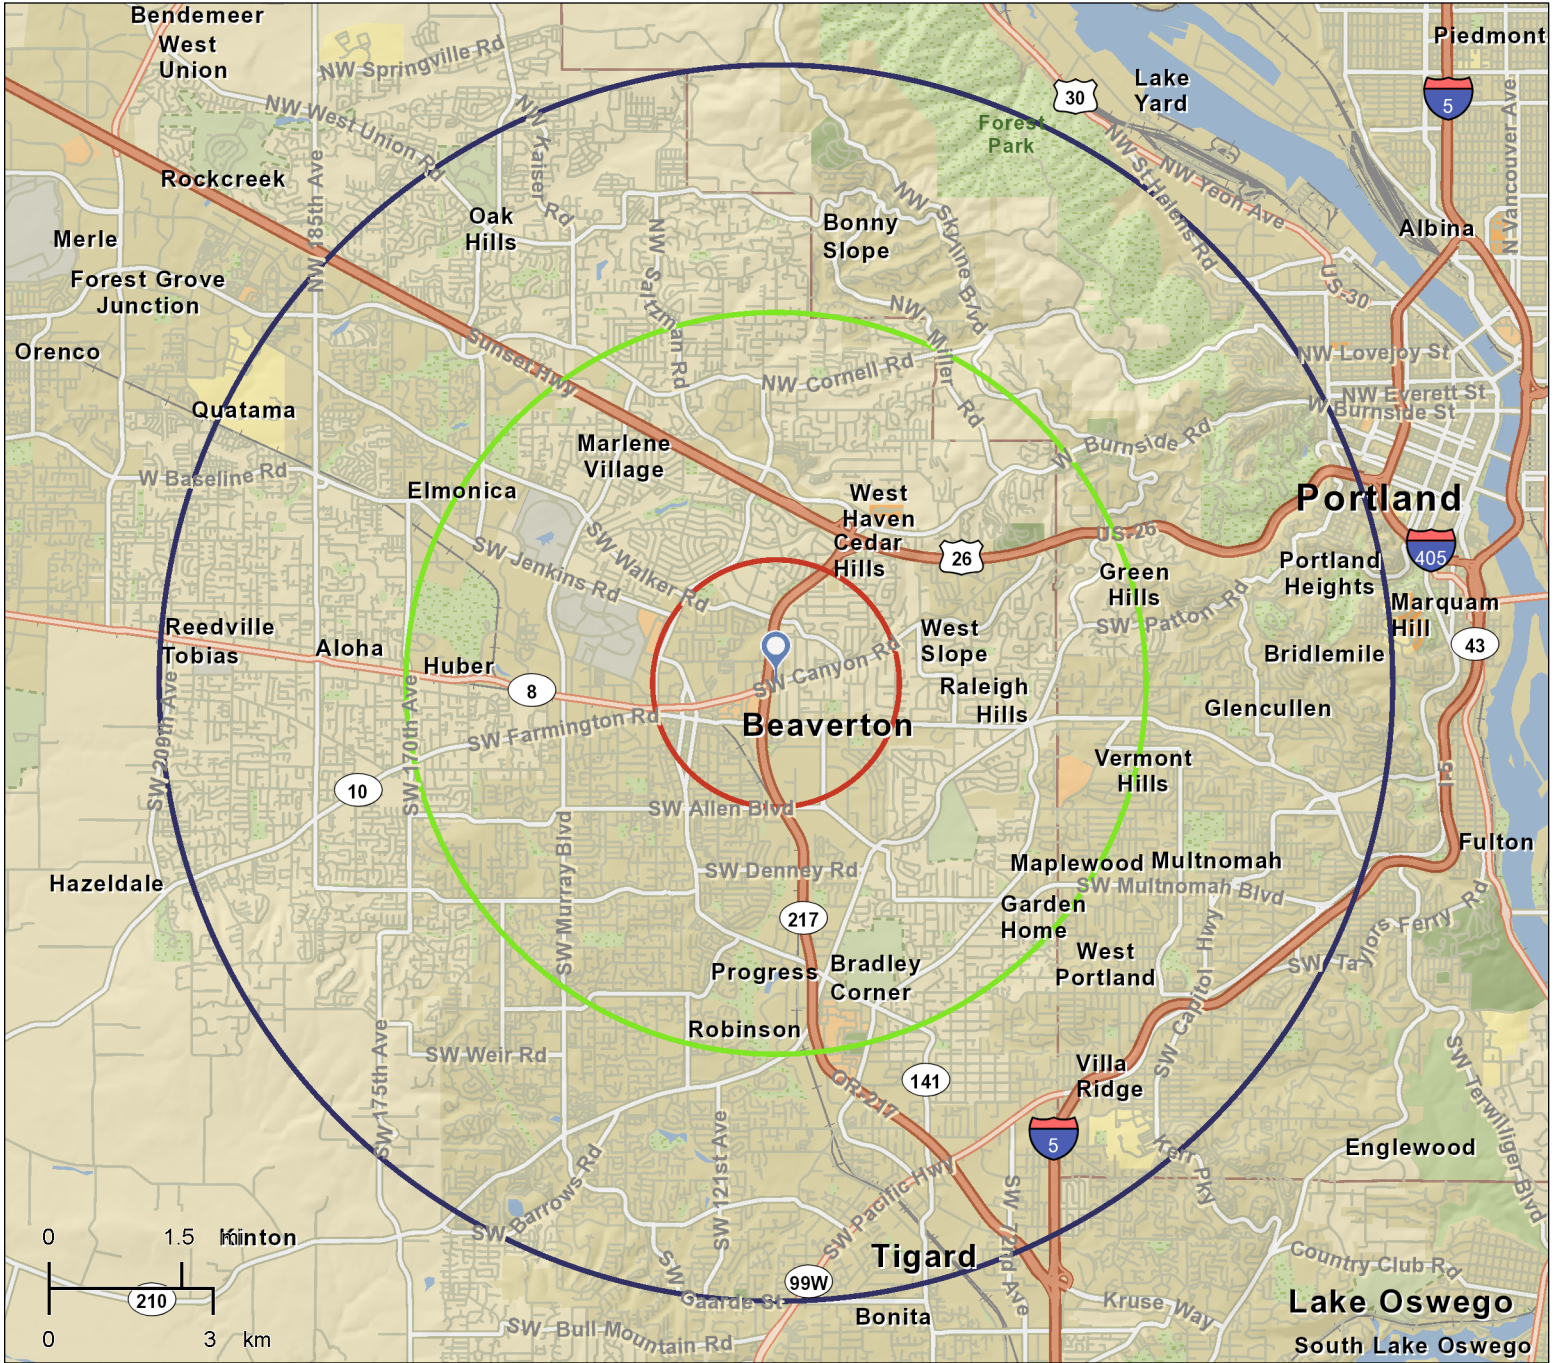 Bendemeer
West
Union
NW Springville Rd
NW West Union Rd
NW Kaiser Rd
30
Lake
Yard
Piedmont
5
Forest
Park
NW St Helens Rd
NW Yeon Ave
N Vancouver Ave
Rockcreek
NW 185th Ave
Oak
Hills
Bonny
Slope
NW Skyline Blvd
Merle
Albina
Forest Grove
Junction
NW Saltzman Rd
US-30
Orenco
Sunset Hwy
NW Miller Rd
NW Cornell Rd
NW Lovejoy St
NW Everett St
W Burnside St
Quatama
Marlene
Village
W Burnside Rd
W Baseline Rd
Elmonica
West
Haven
Portland
Cedar
Hills
26
US-26
405
SW Walker Rd
SW Jenkins Rd
Green
Hills
Portland
Heights
SW Patton Rd
Marquam
Hill
Reedville
Tobias
Aloha
Huber
West
Slope
Bridlemile
43
8
SW Canyon Rd
Raleigh
Hills
Glencullen
SW Farmington Rd
Beaverton
SW 209th Ave
SW 170th Ave
Vermont
Hills
I-5
10
SW Allen Blvd
SW Murray Blvd
Fulton
Hazeldale
SW Denney Rd
Maplewood
Multnomah
SW Multnomah Blvd
217
Garden
Home
SW Capitol Hwy
SW Taylors Ferry Rd
Progress
Bradley
Corner
West
Portland
Robinson
SW Weir Rd
SW 175th Ave
OR-217
141
Villa
Ridge
SW Terwilliger Blvd
5
SW 121st Ave
SW Barrows Rd
SW Pacific Hwy
SW 72nd Ave
Kerr Pky
Englewood
0 1.5 mi
Kinton
Tigard
99W
Country Club Rd
210
SW Gaarde St
Bonita
Kruse Way
Lake Oswego
0 3 km
SW Bull Mountain Rd
South Lake Oswego